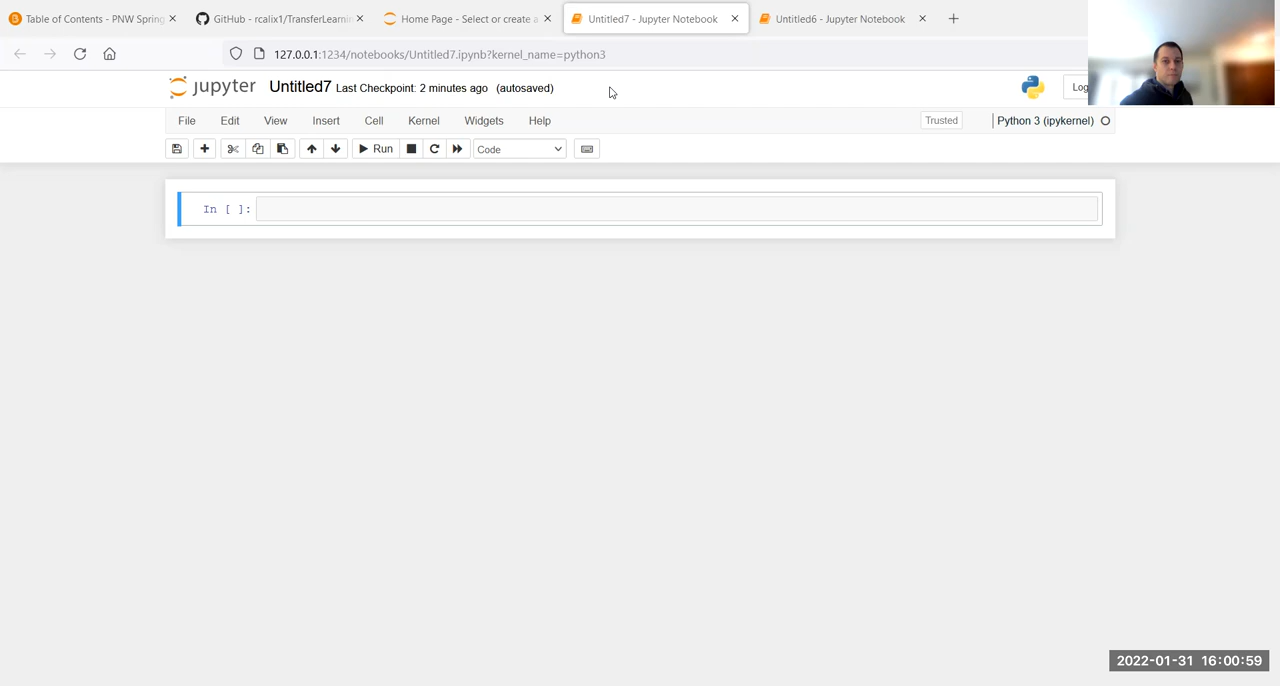 Table of Contents - PNW Spring
GitHub - rcalix1/TransferLearni
Home Page - Select or create a
Untitled7 - Jupyter Notebook
Untitled6 - Jupyter Notebook
127.0.0.1:1234/notebooks/Untitled7.ipynb?kernel_name=python3
jupyter Untitled7 Last Checkpoint: 2 minutes ago (autosaved)
Log
File Edit View Insert Cell Kernel Widgets Help
Trusted
Python 3 (ipykernel)
Run
Code
In [ ]:
2022-01-31 16:00:59